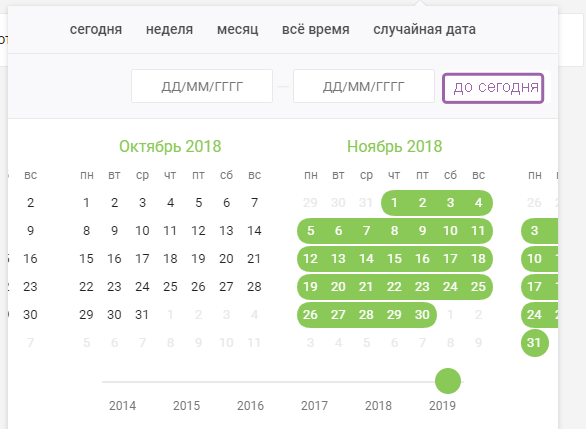 сегодня неделя месяц всё время случайная дата
от
ДД/ММ/ГГГГ — ДД/ММ/ГГГГ до сегодня
Октябрь 2018 Ноябрь 2018
вс пн вт ср чт пт сб вс пн вт ср чт пт сб вс пн
2 1 2 3 4 5 6 7 29 30 31 1 2 3 4 26
9 8 9 10 11 12 13 14 5 6 7 8 9 10 11 3
16 15 16 17 18 19 20 21 12 13 14 15 16 17 18 10
23 22 23 24 25 26 27 28 19 20 21 22 23 24 25 17
30 29 30 31 1 2 3 4 26 27 28 29 30 1 2 24
7 5 6 7 8 9 10 11 3 4 5 6 7 8 9 31
2014 2015 2016 2017 2018 2019